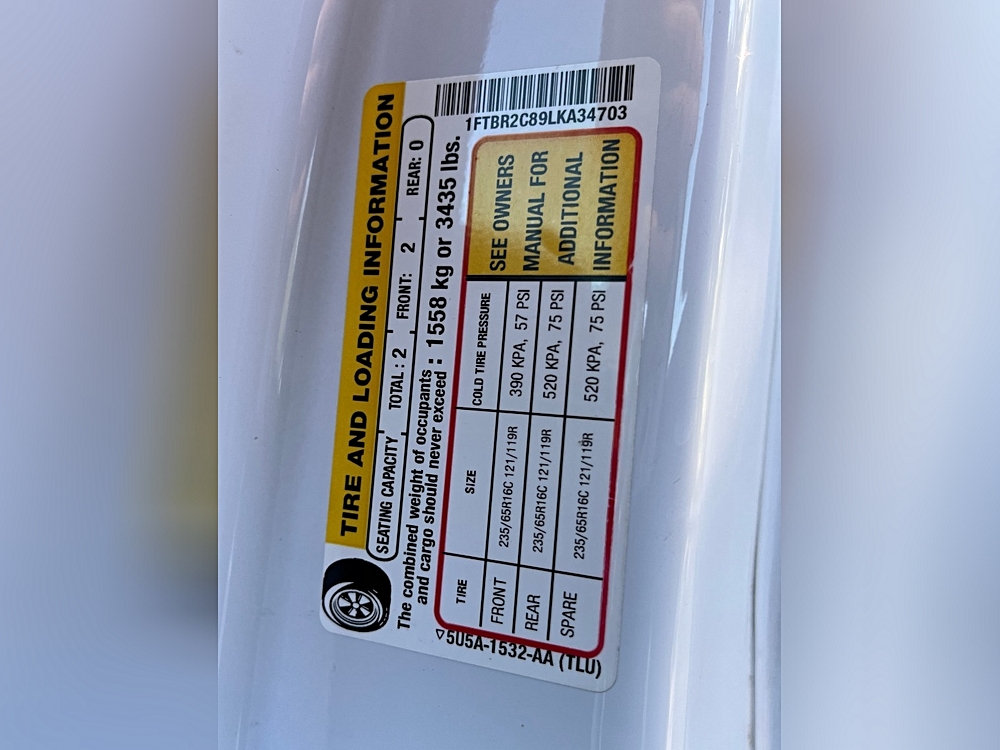 TIRE AND LOADING INFORMATION
SEATING CAPACITY TOTAL : 2 FRONT: 2 REAR: 0
The combined weight of occupants
and cargo should never exceed : 1558 kg or 3435 lbs.
TIRE SIZE COLD TIRE PRESSURE
FRONT 235/65R16C 121/119R 390 KPA, 57 PSI
REAR 235/65R16C 121/119R 520 KPA, 75 PSI
SPARE 235/65R16C 121/119R 520 KPA, 75 PSI
SEE OWNERS
MANUAL FOR
ADDITIONAL
INFORMATION
1FTBR2C89LKA34703
▽5U5A-1532-AA (TLU)